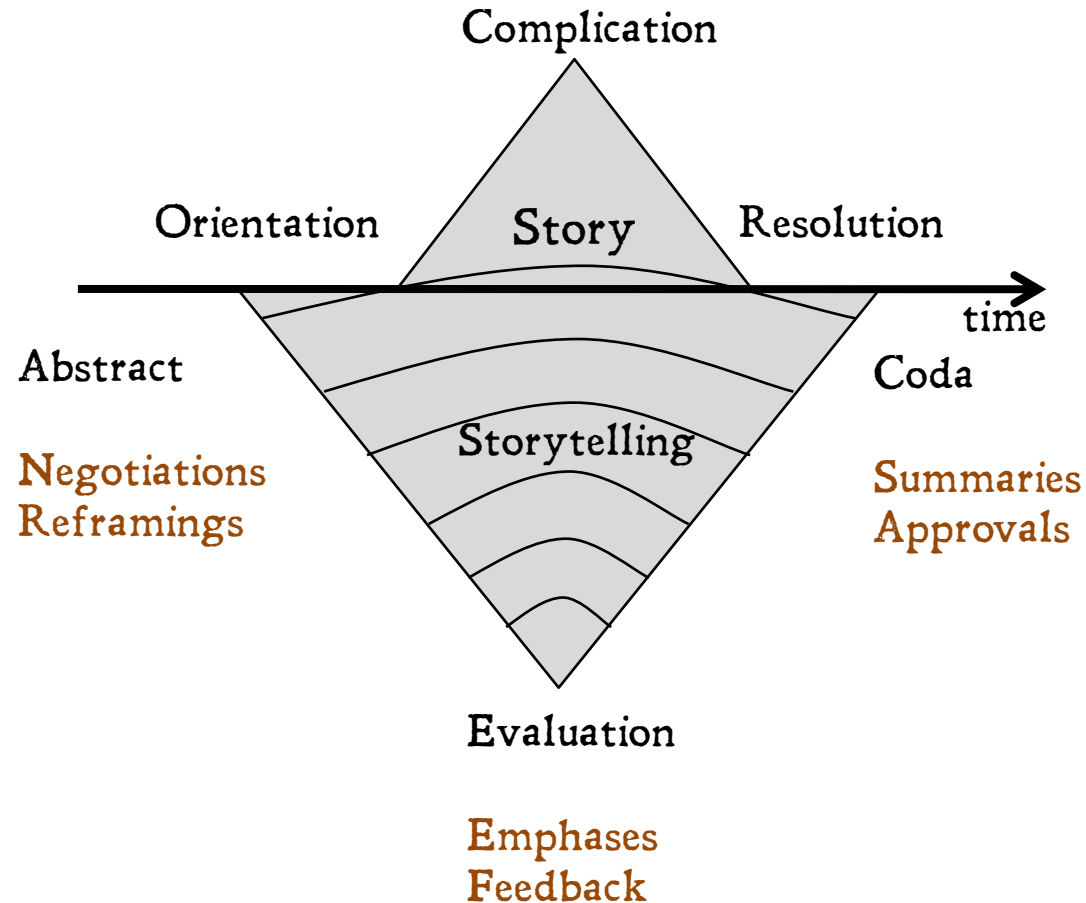 Complication
Orientation
Story
Resolution
time
Abstract
Coda
Storytelling
Negotiations
Reframings
Summaries
Approvals
Evaluation
Emphases
Feedback